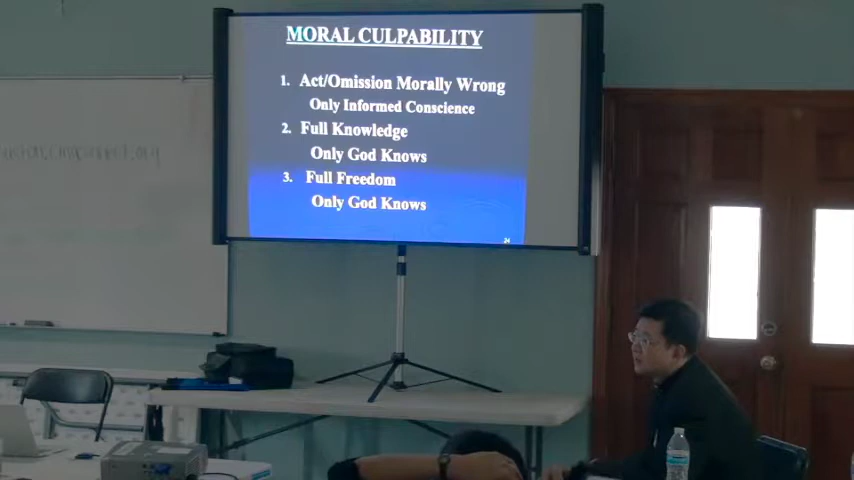 MORAL CULPABILITY
1. Act/Omission Morally Wrong
Only Informed Conscience
2. Full Knowledge
Only God Knows
3. Full Freedom
Only God Knows
24